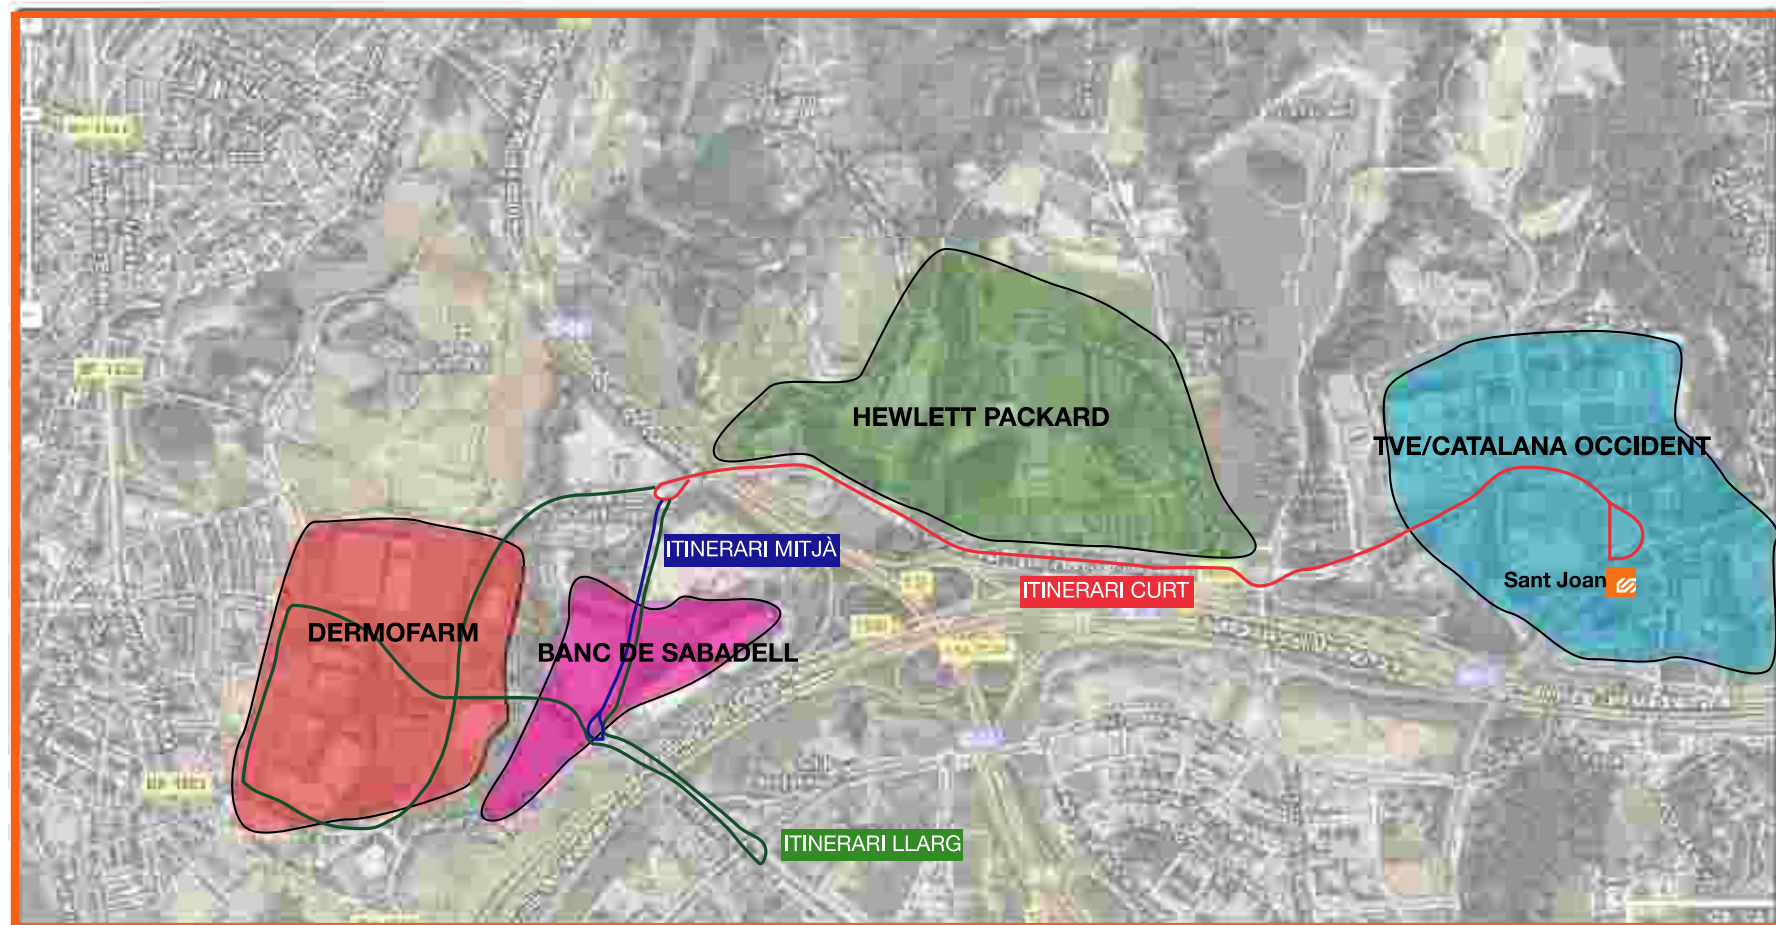 HEWLETT PACKARD
TVE/CATALANA OCCIDENT
ITINERARI MITJÀ
ITINERARI CURT
Sant Joan
DERMOFARM
BANC DE SABADELL
ITINERARI LLARG